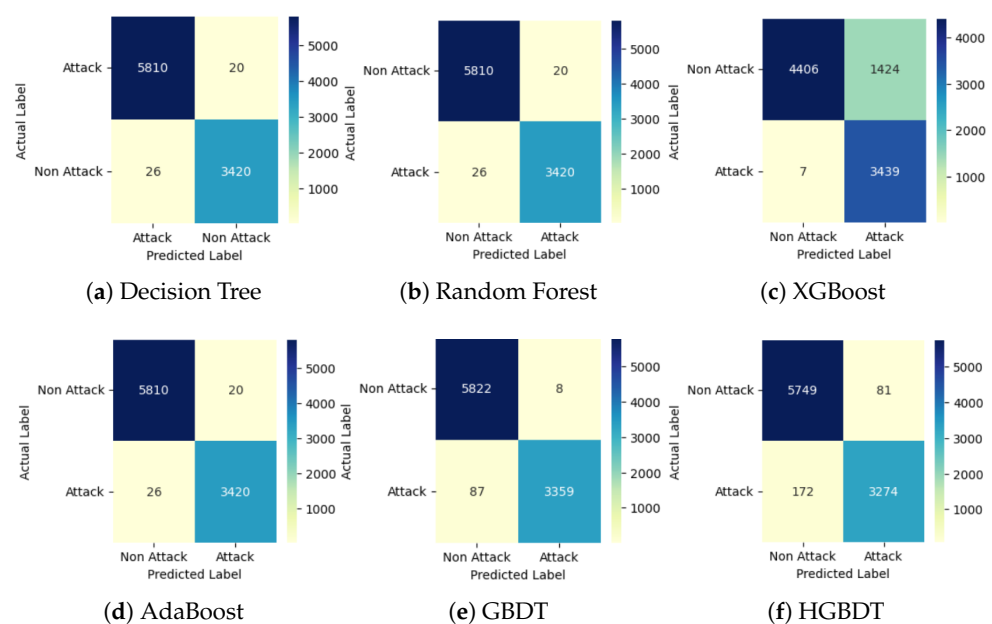 Attack
5810
20
5000
4000
3000
2000
1000
Actual Label
Non Attack
26
3420
Attack
Non Attack
Predicted Label
(a) Decision Tree
Non Attack
5810
20
5000
4000
3000
2000
1000
Actual Label
Attack
26
3420
Non Attack
Attack
Predicted Label
(b) Random Forest
Non Attack
4406
1424
4000
3000
2000
1000
Actual Label
Attack
7
3439
Non Attack
Attack
Predicted Label
(c) XGBoost
Non Attack
5810
20
5000
4000
3000
2000
1000
Actual Label
Attack
26
3420
Non Attack
Attack
Predicted Label
(d) AdaBoost
Non Attack
5822
8
5000
4000
3000
2000
1000
Actual Label
Attack
87
3359
Non Attack
Attack
Predicted Label
(e) GBDT
Non Attack
5749
81
5000
4000
3000
2000
1000
Actual Label
Attack
172
3274
Non Attack
Attack
Predicted Label
(f) HGBDT